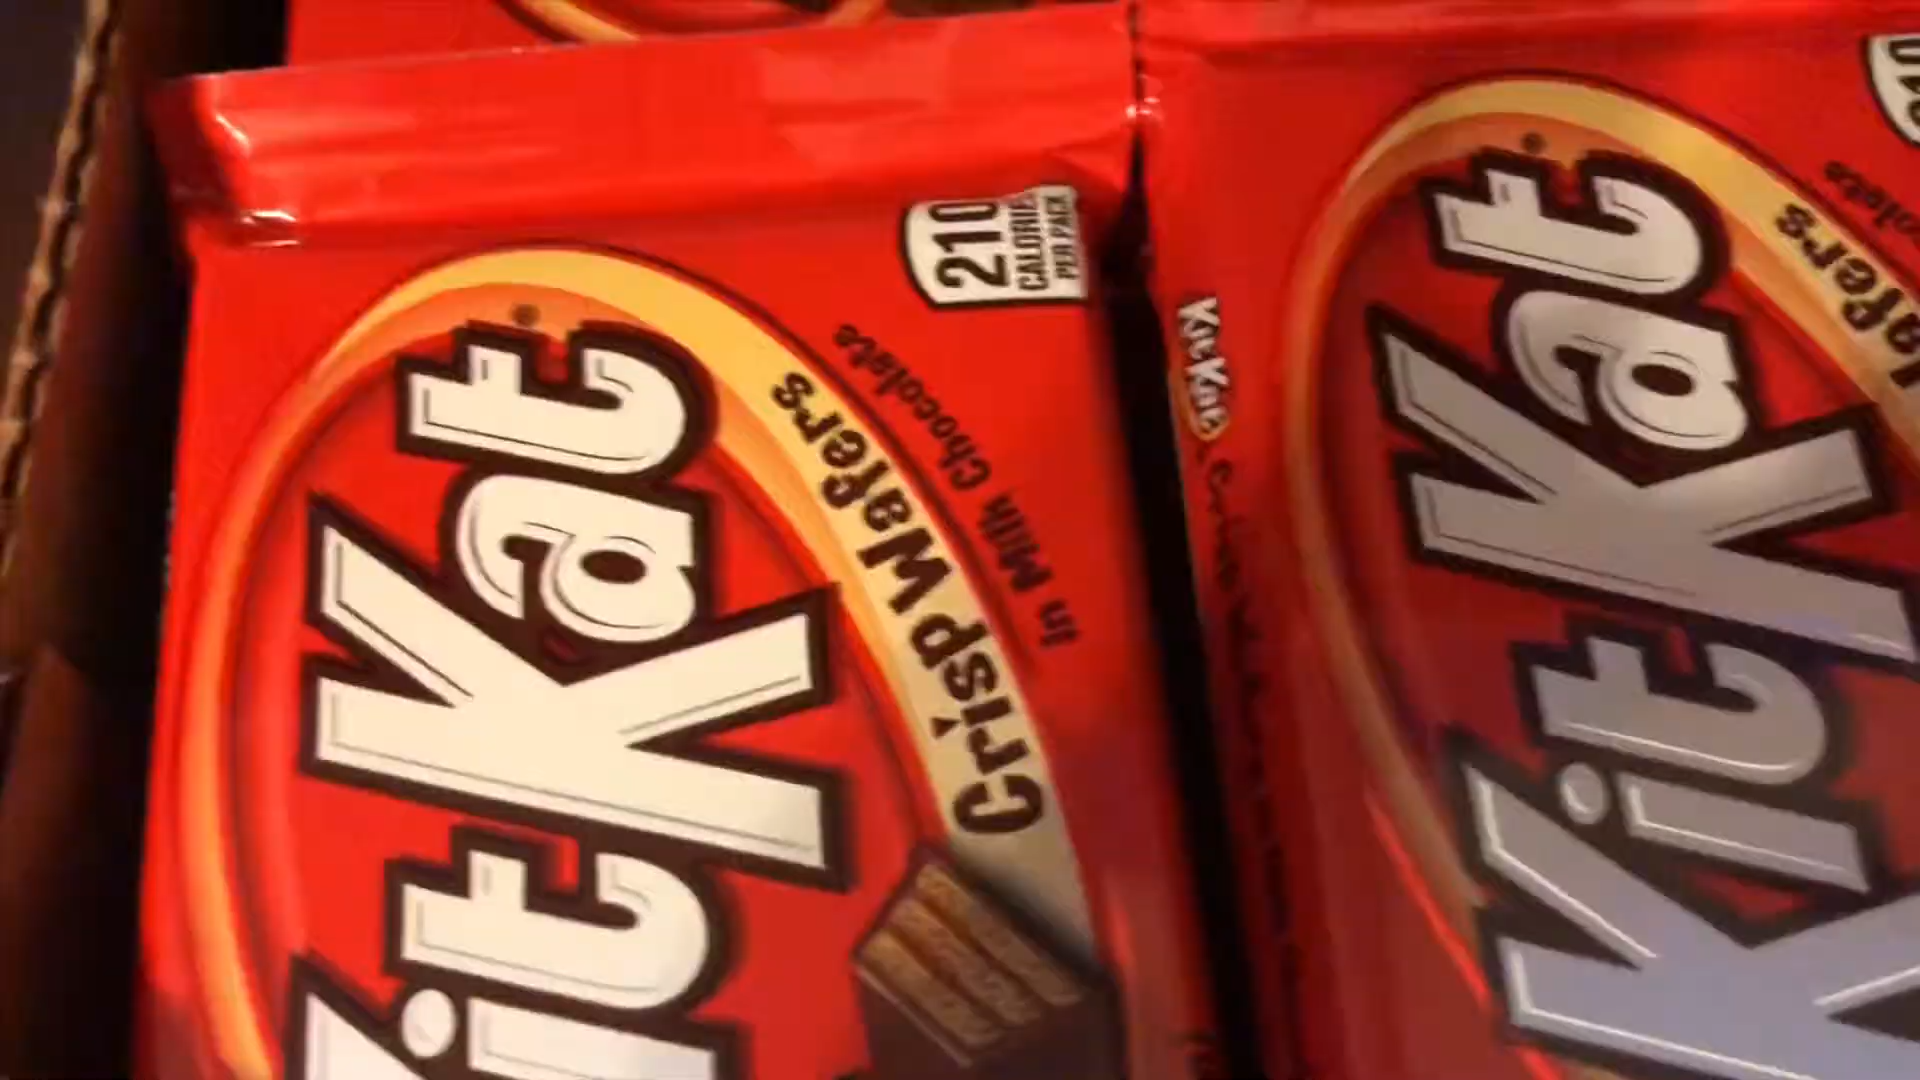 KitKat
Crisp Wafers
In Milk Chocolate
210
CALORIES
PER PACK
KitKat
KitKat
Wafers